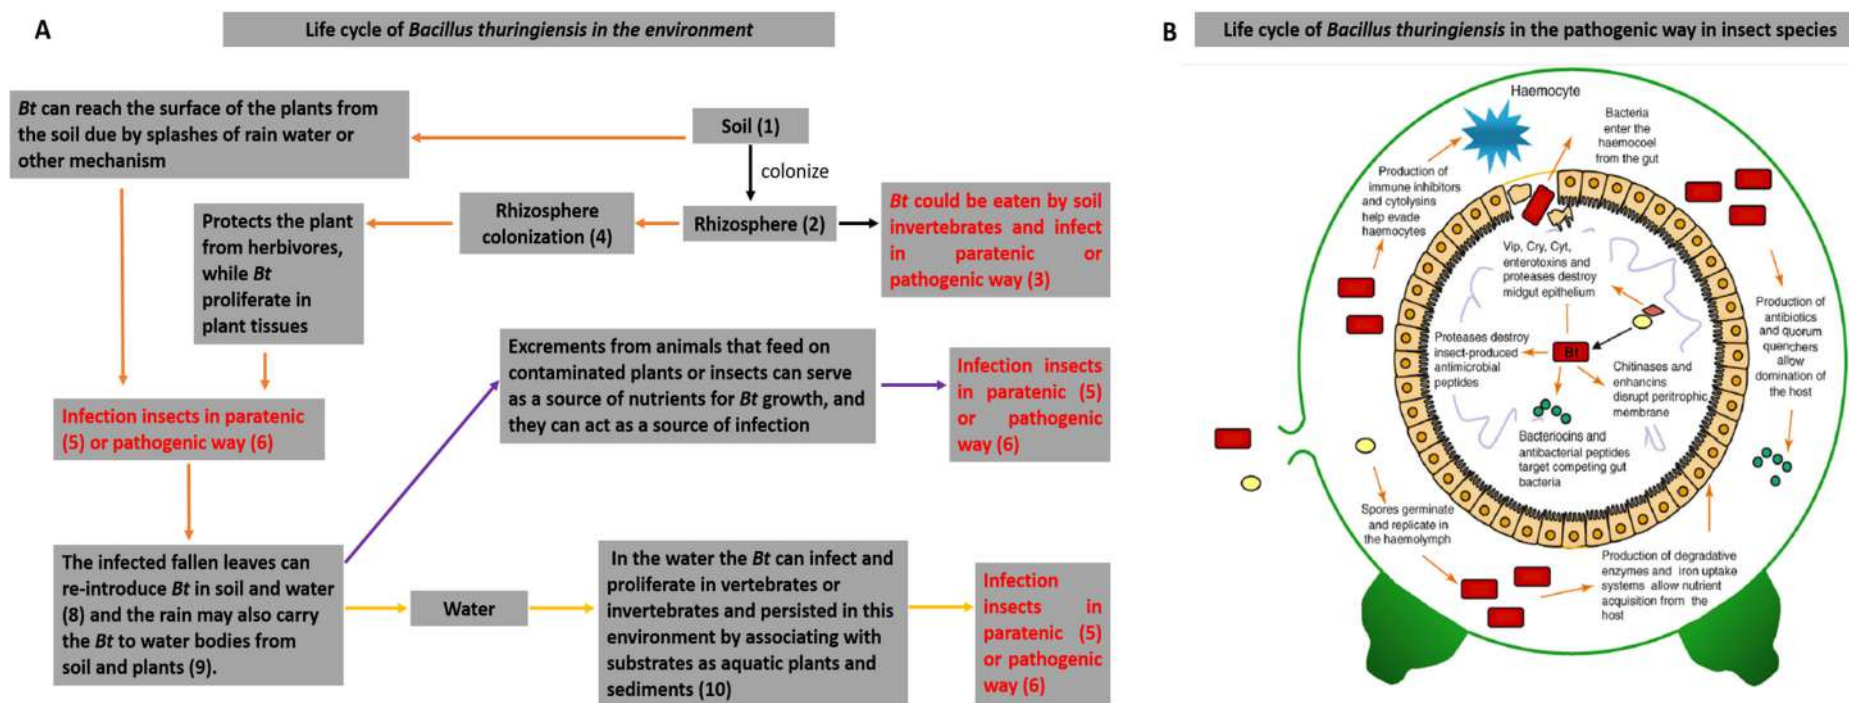 A
Life cycle of Bacillus thuringiensis in the environment
Bt can reach the surface of the plants from
the soil due by splashes of rain water or
other mechanism
Soil (1)
colonize
Protects the plant
from herbivores,
while Bt
proliferate in
plant tissues
Rhizosphere
colonization (4)
Rhizosphere (2)
Bt could be eaten by soil
invertebrates and infect
in paratenic or
pathogenic way (3)
Infection insects in paratenic
(5) or pathogenic way (6)
Excrements from animals that feed on
contaminated plants or insects can serve
as a source of nutrients for Bt growth, and
they can act as a source of infection
Infection insects in
paratenic (5)
or pathogenic
way (6)
The infected fallen leaves can
re-introduce Bt in soil and water
(8) and the rain may also carry
the Bt to water bodies from
soil and plants (9).
Water
In the water the Bt can infect and
proliferate in vertebrates or
invertebrates and persisted in this
environment by associating with
substrates as aquatic plants and
sediments (10)
Infection
insects in
paratenic (5)
or pathogenic
way (6)
B
Life cycle of Bacillus thuringiensis in the pathogenic way in insect species
Haemocyte
Bacteria
enter the
haemocoel
from the gut
Production of
immune inhibitors
and cytolysins
help evade
haemocytes
Vip, Cry, Cyt,
enterotoxins and
proteases destroy
midgut epithelium
Production of
antibiotics
and quorum
quenchers
allow
domination of
the host
Proteases destroy
insect-produced
antimicrobial
peptides
Bt
Chitinases and
enhancins
disrupt peritrophic
membrane
Bacteriocins and
antibacterial peptides
target competing gut
bacteria
Spores germinate
and replicate in
the haemolymph
Production of degradative
enzymes and iron uptake
systems allow nutrient
acquisition from the
host